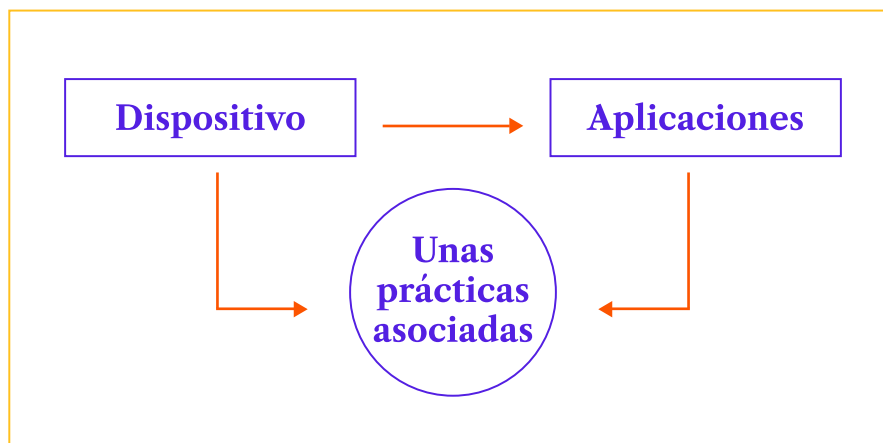 Dispositivo
Aplicaciones
Unas
prácticas
asociadas